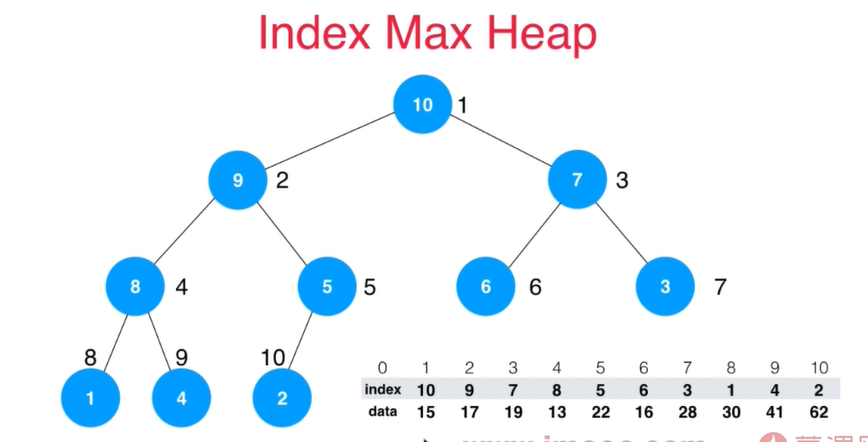 Index Max Heap
10 1
9 2 7 3
8 4 5 5 6 6 3 7
8 9 10
1 4 2
0 1 2 3 4 5 6 7 8 9 10
index 10 9 7 8 5 6 3 1 4 2
data 15 17 19 13 22 16 28 30 41 62